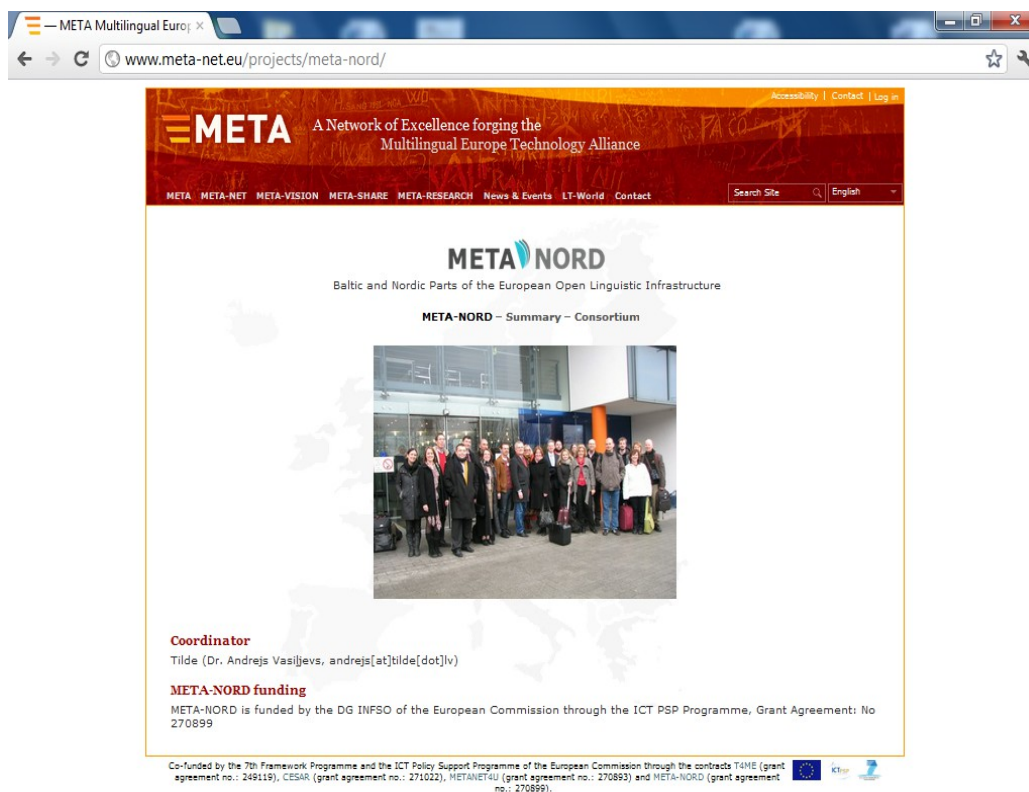 — META Multilingual Europ
www.meta-net.eu/projects/meta-nord/
Accessibility | Contact | Log in
META
A Network of Excellence forging the
Multilingual Europe Technology Alliance
META META-NET META-VISION META-SHARE META-RESEARCH News & Events LT-World Contact
Search Site
English
META NORD
Baltic and Nordic Parts of the European Open Linguistic Infrastructure
META-NORD – Summary – Consortium
Coordinator
Tilde (Dr. Andrejs Vasiļjevs, andrejs[at]tilde[dot]lv)
META-NORD funding
META-NORD is funded by the DG INFSO of the European Commission through the ICT PSP Programme, Grant Agreement: No
270899
Co-funded by the 7th Framework Programme and the ICT Policy Support Programme of the European Commission through the contracts T4ME (grant
agreement no.: 249119), CESAR (grant agreement no.: 271022), METANET4U (grant agreement no.: 270893) and META-NORD (grant agreement
no.: 270899).